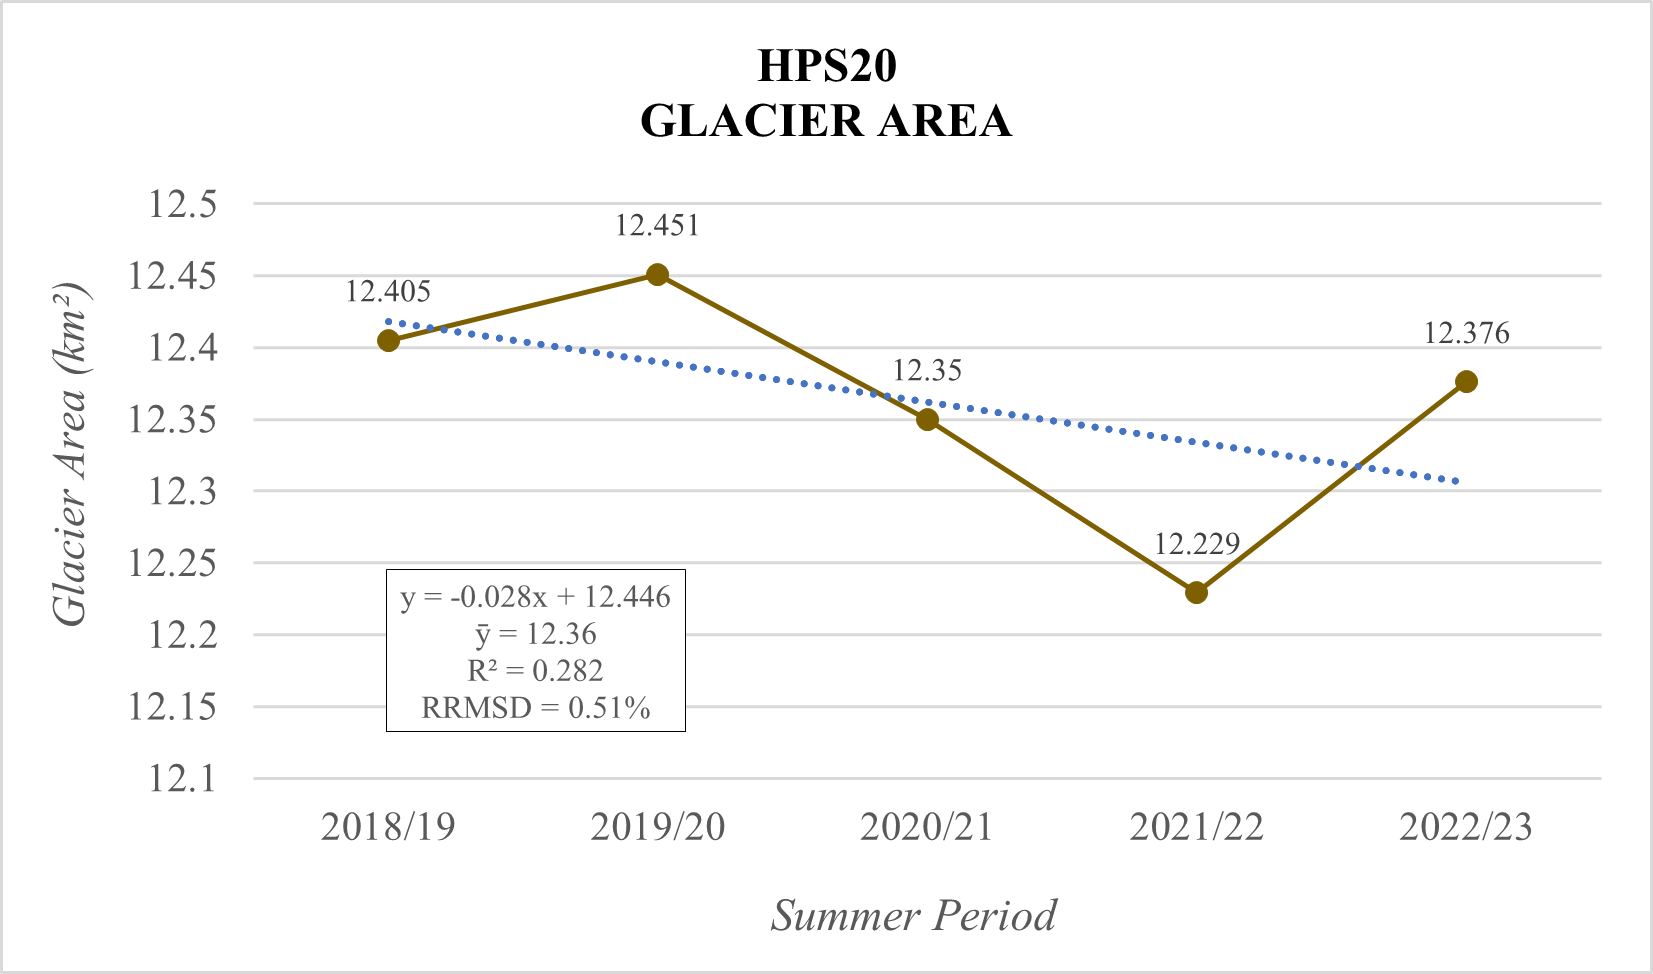 HPS20
GLACIER AREA
Glacier Area (km²)
12.5
12.45
12.4
12.35
12.3
12.25
12.2
12.15
12.1
12.405
12.451
12.35
12.229
12.376
y = -0.028x + 12.446
ȳ = 12.36
R² = 0.282
RRMSD = 0.51%
2018/19 2019/20 2020/21 2021/22 2022/23
Summer Period